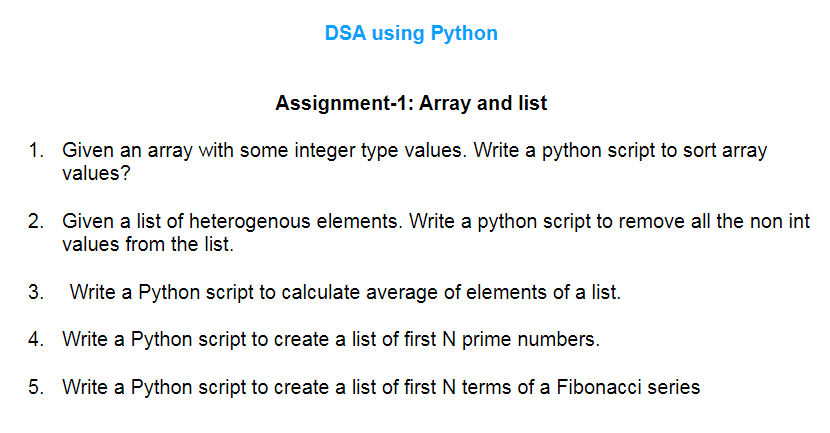 DSA using Python
Assignment-1: Array and list
1. Given an array with some integer type values. Write a python script to sort array
values?
2. Given a list of heterogenous elements. Write a python script to remove all the non int
values from the list.
3. Write a Python script to calculate average of elements of a list.
4. Write a Python script to create a list of first N prime numbers.
5. Write a Python script to create a list of first N terms of a Fibonacci series